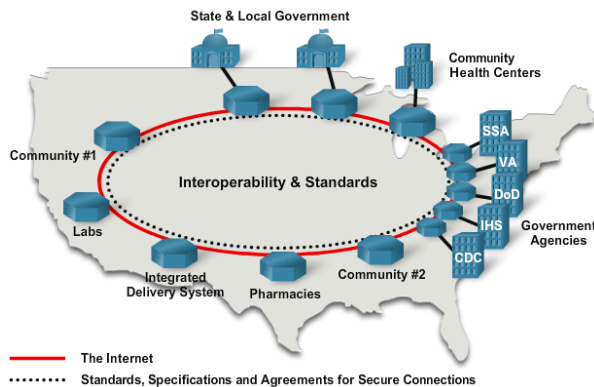 State & Local Government
Community
Health Centers
SSA
VA
DoD
IHS
CDC
Government
Agencies
Community #1
Interoperability & Standards
Labs
Integrated
Delivery System
Pharmacies
Community #2
The Internet
Standards, Specifications and Agreements for Secure Connections